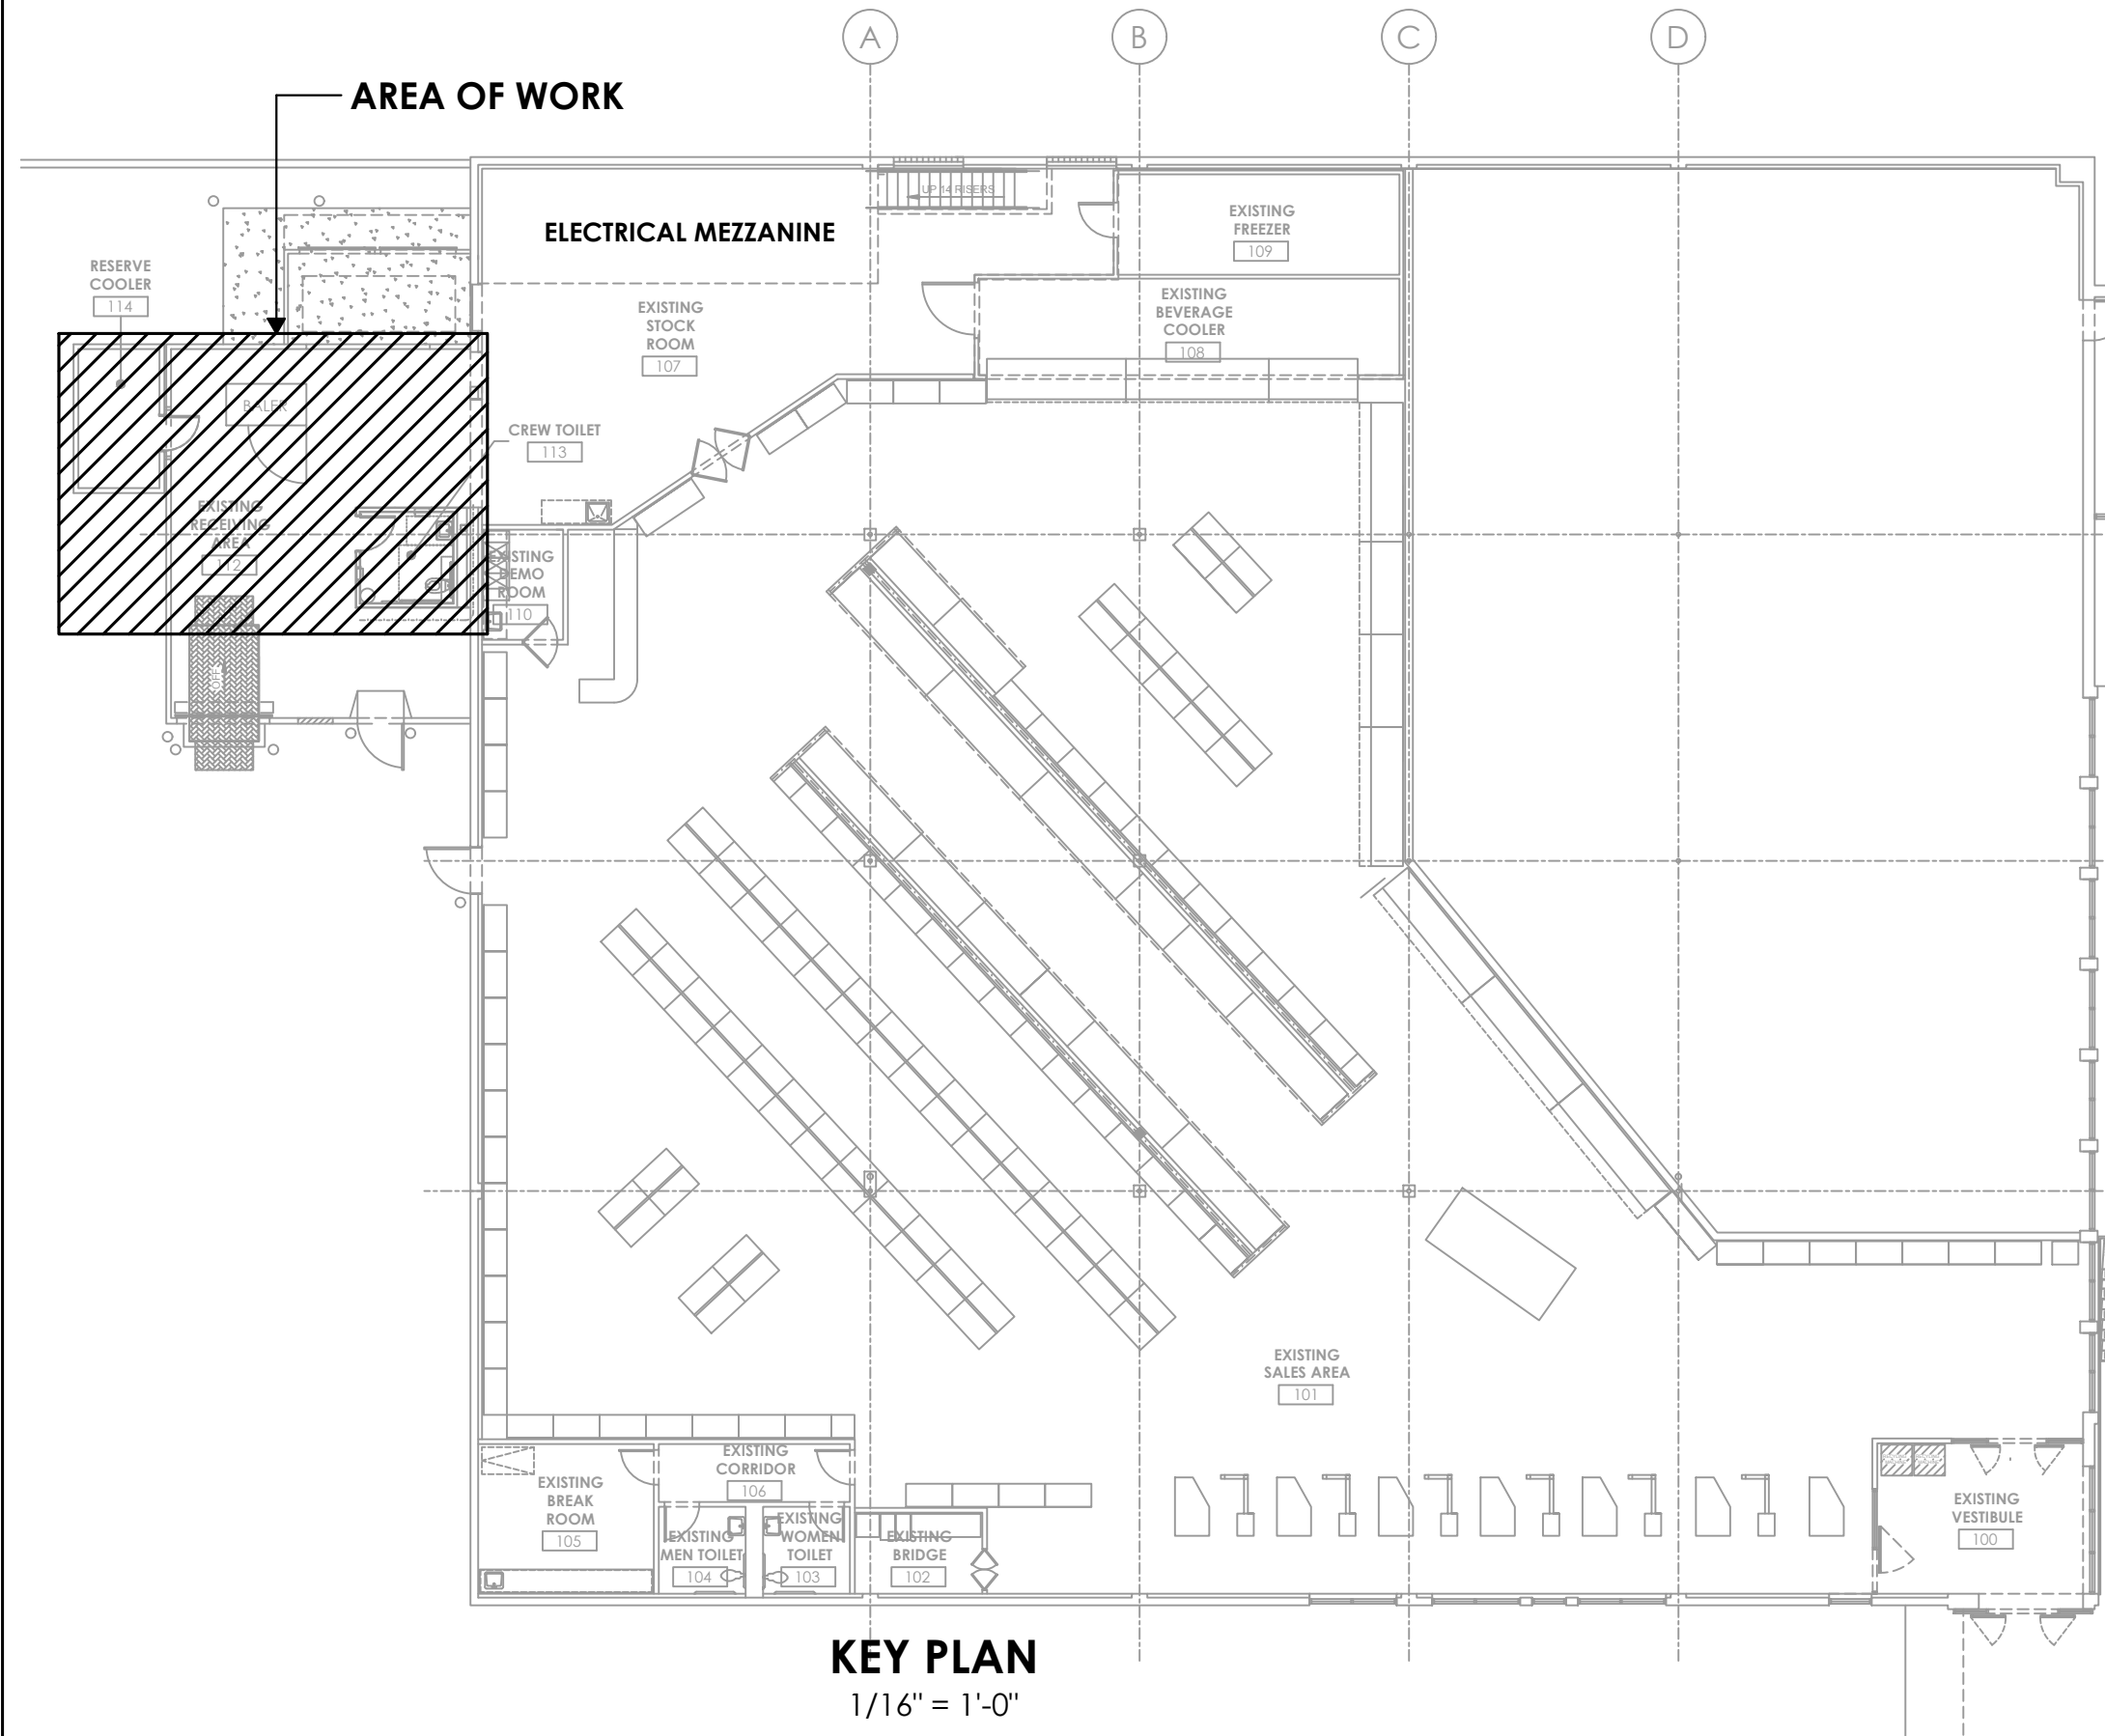 A
B
C
D
AREA OF WORK
UP 14 RISERS
ELECTRICAL MEZZANINE
EXISTING
FREEZER
109
RESERVE
COOLER
114
EXISTING
BEVERAGE
COOLER
108
EXISTING
STOCK
ROOM
107
BALER
CREW TOILET
113
EXISTING
RECEIVING
AREA
112
EXISTING
DEMO
ROOM
110
EXISTING
SALES AREA
101
EXISTING
CORRIDOR
106
EXISTING
BREAK
ROOM
105
EXISTING
MEN TOILET
104
EXISTING
WOMEN
TOILET
103
EXISTING
BRIDGE
102
EXISTING
VESTIBULE
100
KEY PLAN
1/16" = 1'-0"